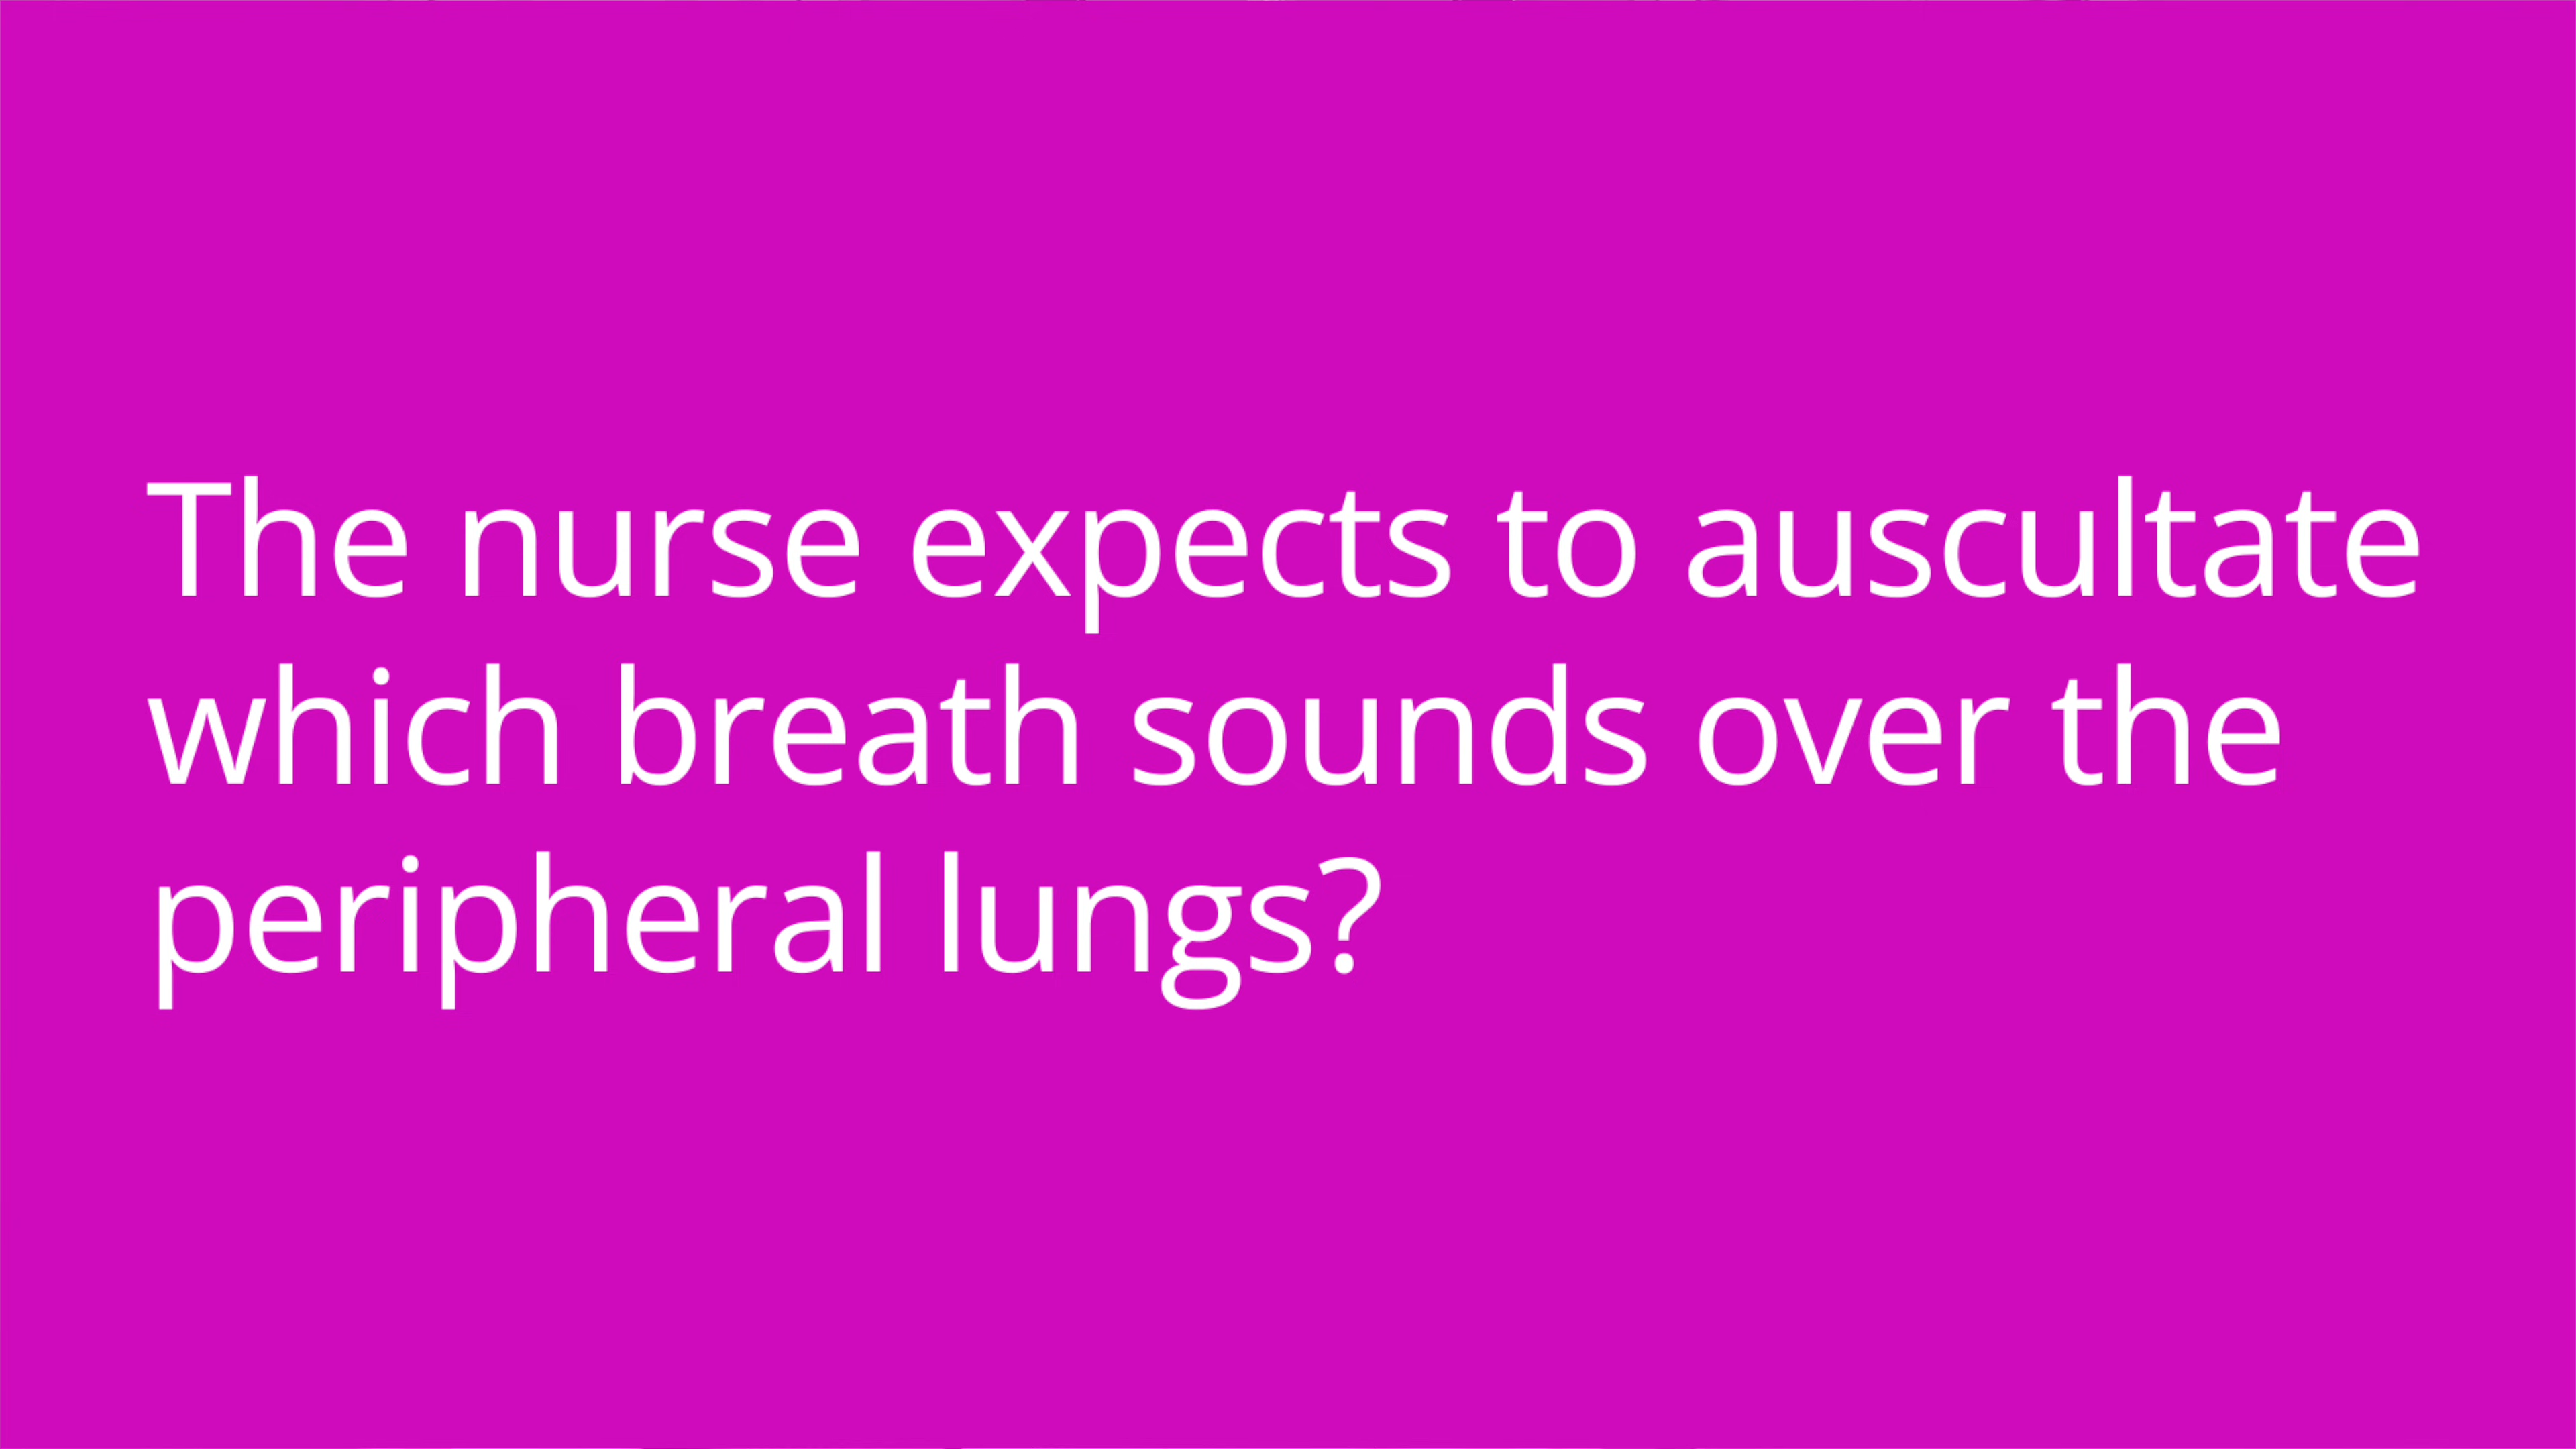 The nurse expects to auscultate
which breath sounds over the
peripheral lungs?